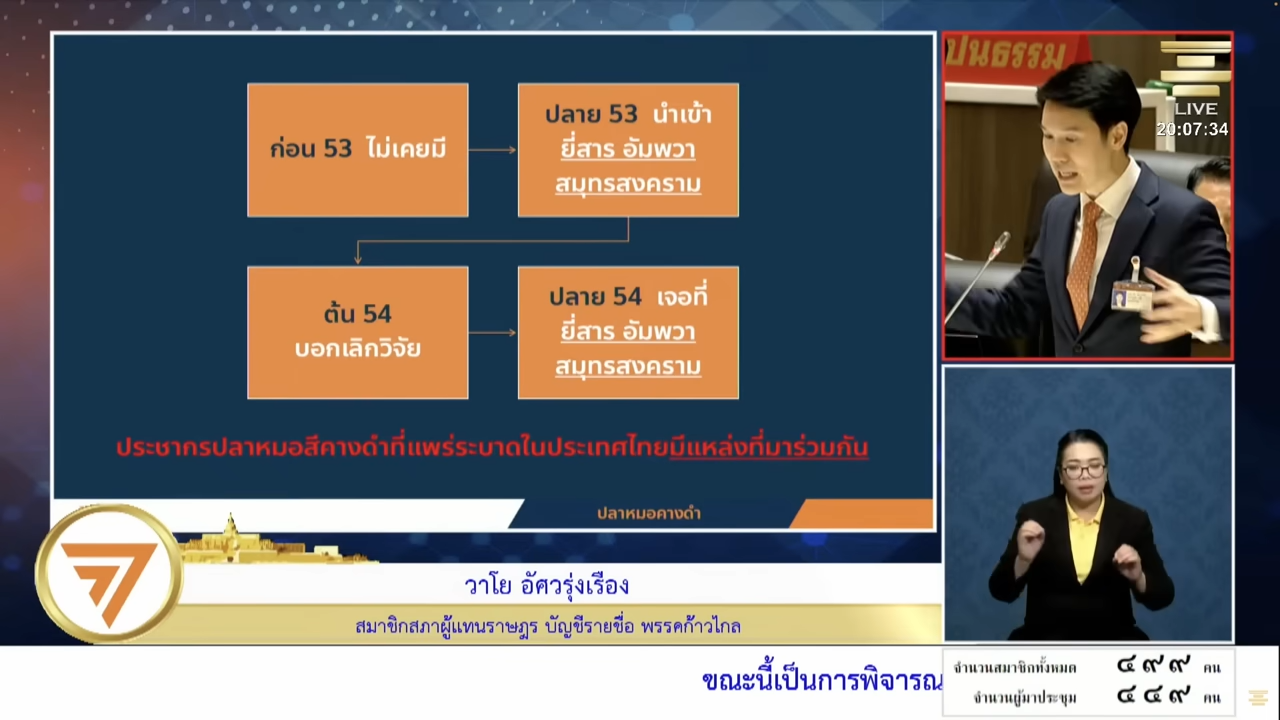 ก่อน 53 ไม่เคยมี
ปลาย 53 นำเข้า
ยี่สาร อัมพวา
สมุทรสงคราม
ต้น 54
บอกเลิกวิจัย
ปลาย 54 เจอที่
ยี่สาร อัมพวา
สมุทรสงคราม
ประชากรปลาหมอสีคางดำที่แพร่ระบาดในประเทศไทยมีแหล่งที่มาร่วมกัน
ปลาหมอคางดำ
LIVE
20:07:34
วาโย อัศวรุ่งเรือง
สมาชิกสภาผู้แทนราษฎร บัญชีรายชื่อ พรรคก้าวไกล
ขณะนี้เป็นการพิจารณ
จำนวนสมาชิกทั้งหมด ๔๙๙ คน
จำนวนผู้มาประชุม ๔๔๙ คน